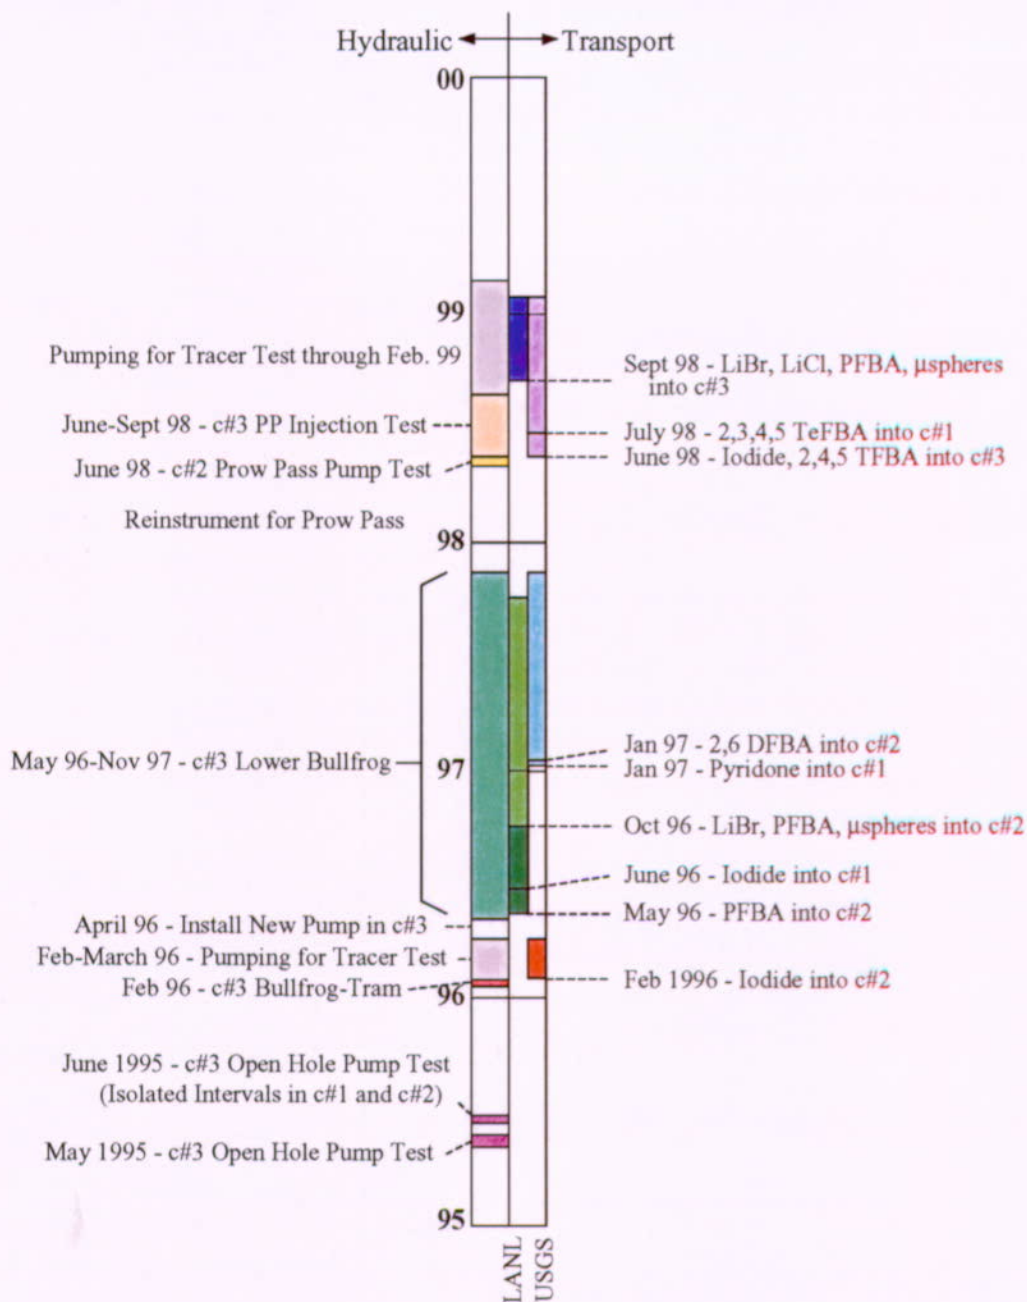 Hydraulic Transport
00
99
Pumping for Tracer Test through Feb. 99
Sept 98 - LiBr, LiCl, PFBA, µspheres
into c#3
June-Sept 98 - c#3 PP Injection Test
July 98 - 2,3,4,5 TeFBA into c#1
June 98 - Iodide, 2,4,5 TFBA into c#3
June 98 - c#2 Prow Pass Pump Test
Reinstrument for Prow Pass
98
Jan 97 - 2,6 DFBA into c#2
May 96-Nov 97 - c#3 Lower Bullfrog
97
Jan 97 - Pyridone into c#1
Oct 96 - LiBr, PFBA, µspheres into c#2
June 96 - Iodide into c#1
May 96 - PFBA into c#2
April 96 - Install New Pump in c#3
Feb-March 96 - Pumping for Tracer Test
Feb 1996 - Iodide into c#2
Feb 96 - c#3 Bullfrog-Tram
96
June 1995 - c#3 Open Hole Pump Test
(Isolated Intervals in c#1 and c#2)
May 1995 - c#3 Open Hole Pump Test
95
LANL
USGS